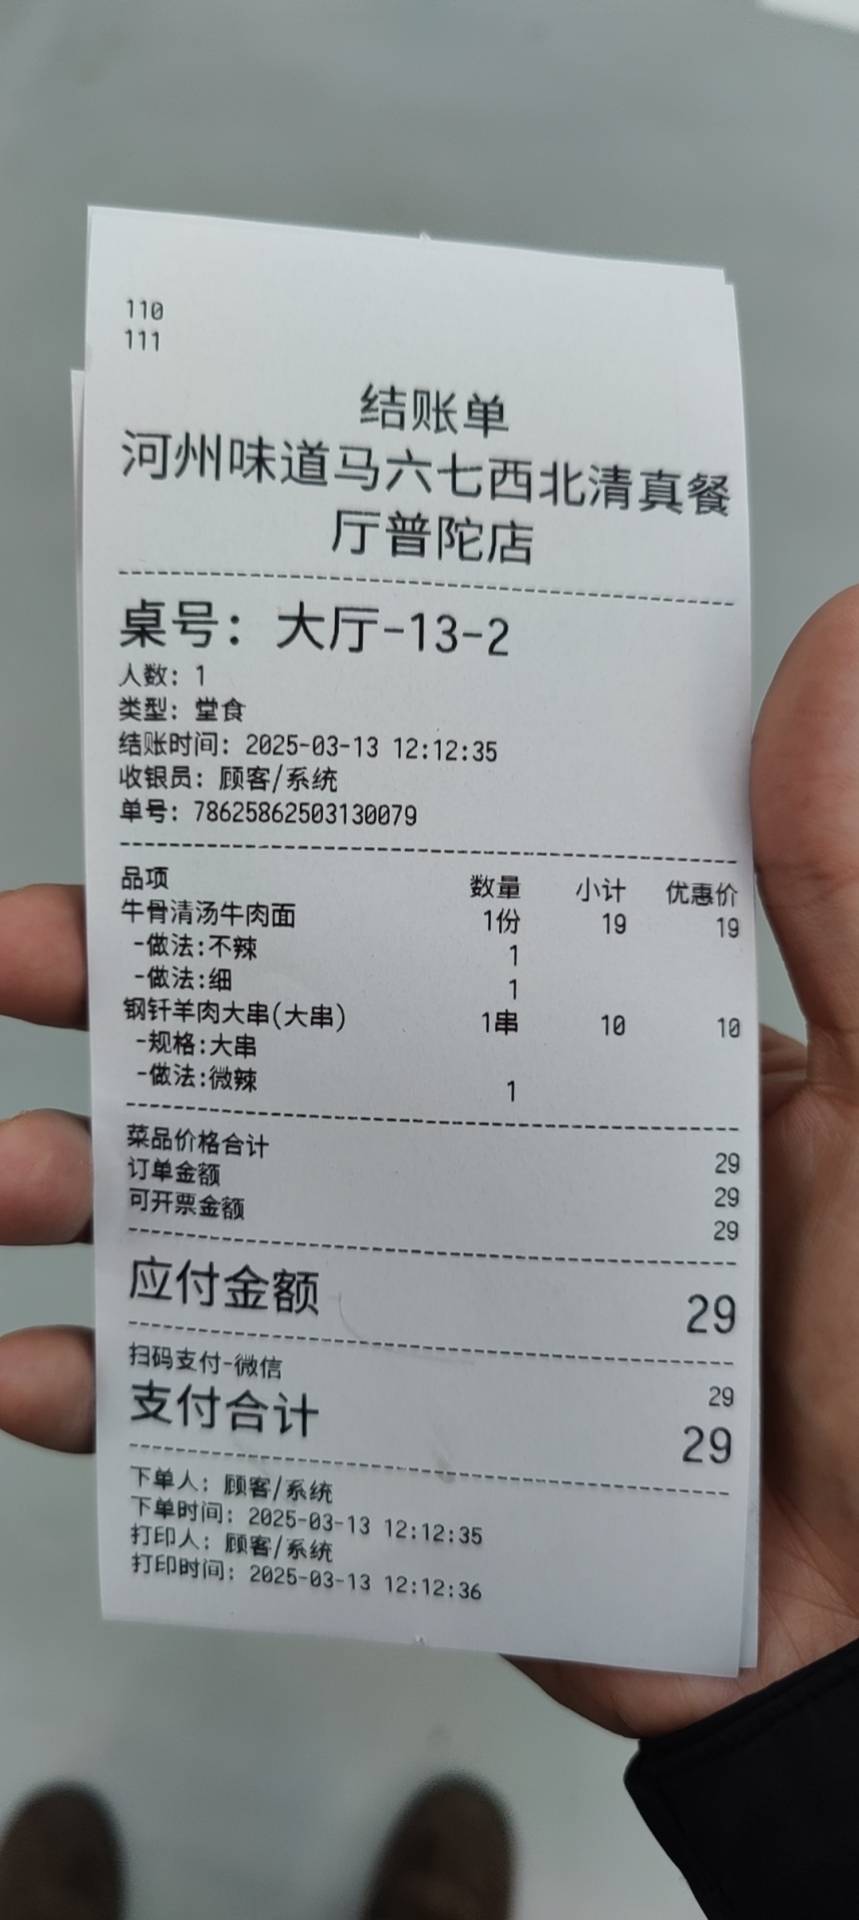 110
111
结账单
河州味道马六七西北清真餐
厅普陀店
桌号：大厅-13-2
人数：1
类型：堂食
结账时间：2025-03-13 12:12:35
收银员：顾客/系统
单号：78625862503130079
品项 数量 小计 优惠价
牛骨清汤牛肉面 1份 19 19
-做法:不辣 1
-做法:细 1
钢钎羊肉大串(大串) 1串 10 10
-规格:大串
-做法:微辣 1
菜品价格合计 29
订单金额 29
可开票金额 29
应付金额 29
扫码支付-微信 29
支付合计 29
下单人：顾客/系统
下单时间：2025-03-13 12:12:35
打印人：顾客/系统
打印时间：2025-03-13 12:12:36